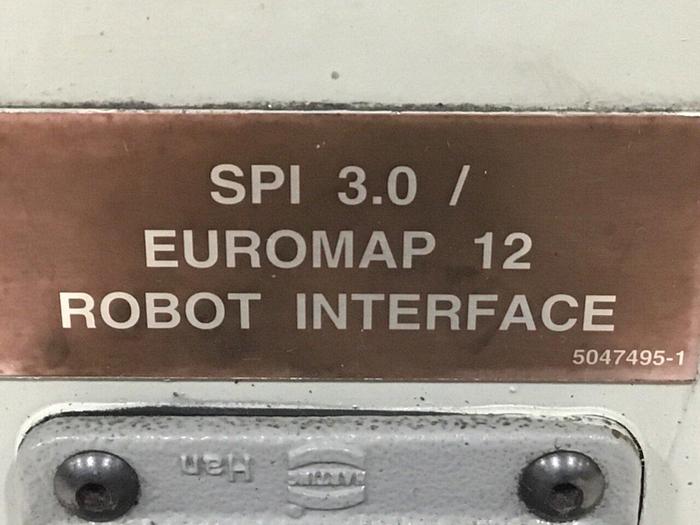 SPI 3.0 /
EUROMAP 12
ROBOT INTERFACE
5047495-1
Han
HARTING